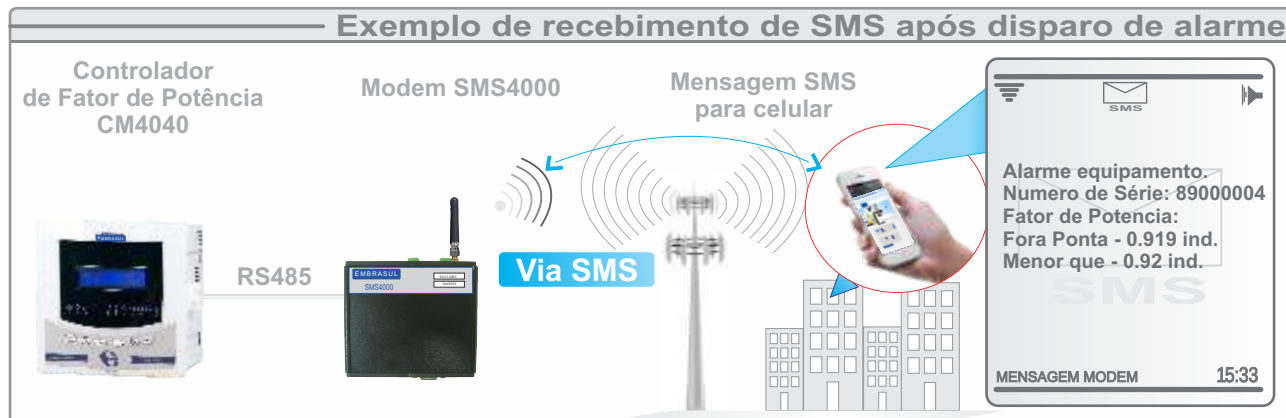 Exemplo de recebimento de SMS após disparo de alarme
Controlador
de Fator de Potência
CM4040
Modem SMS4000
Mensagem SMS
para celular
SMS
Alarme equipamento.
Numero de Série: 89000004
Fator de Potencia:
Fora Ponta - 0.919 ind.
Menor que - 0.92 ind.
SMS
MENSAGEM MODEM 15:33
EMBRASUL
RS485
EMBRASUL
SMS4000
Via SMS